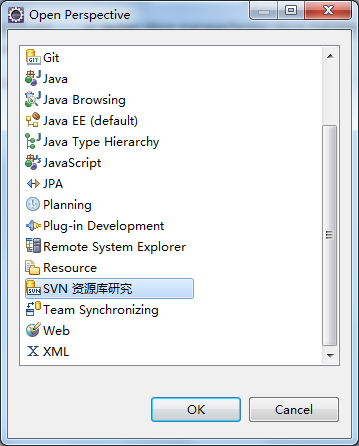 Open Perspective
Git
Java
Java Browsing
Java EE (default)
Java Type Hierarchy
JavaScript
JPA
Planning
Plug-in Development
Remote System Explorer
Resource
SVN 资源库研究
Team Synchronizing
Web
XML
OK
Cancel